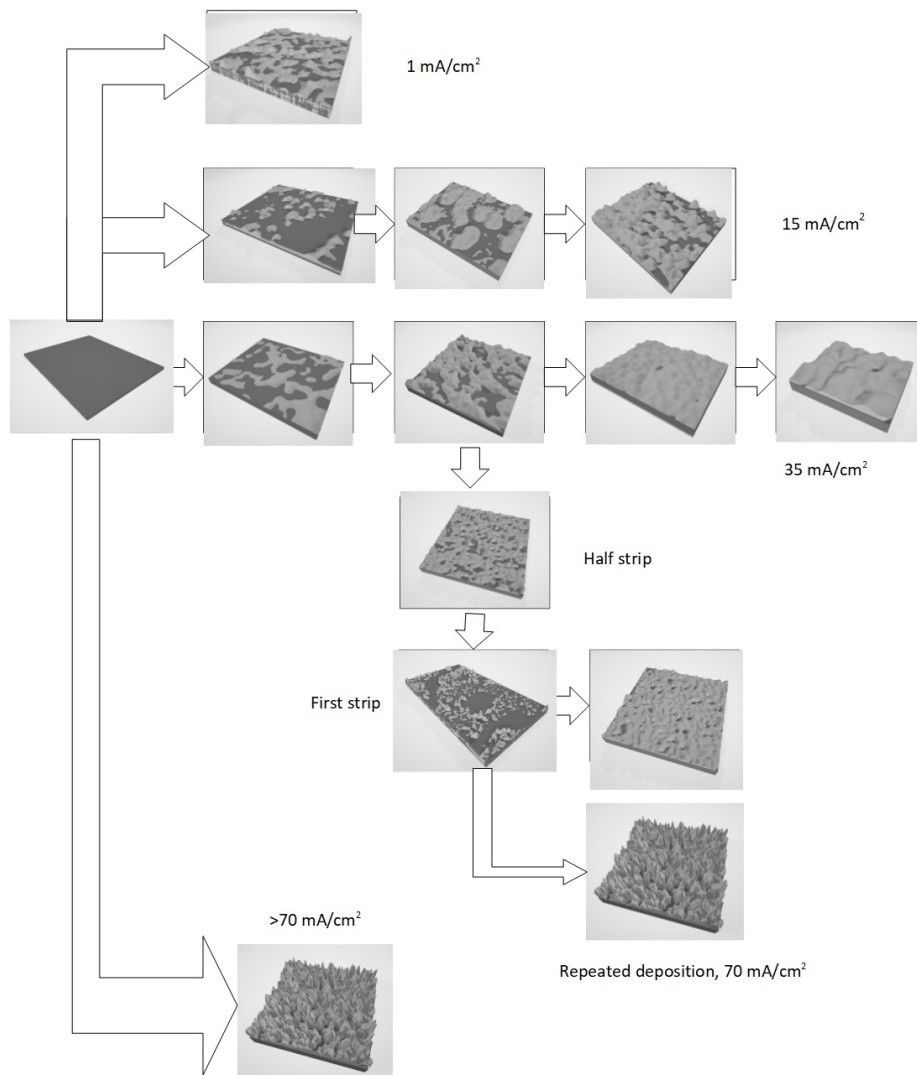 1 mA/cm²
15 mA/cm²
35 mA/cm²
Half strip
First strip
>70 mA/cm²
Repeated deposition, 70 mA/cm²